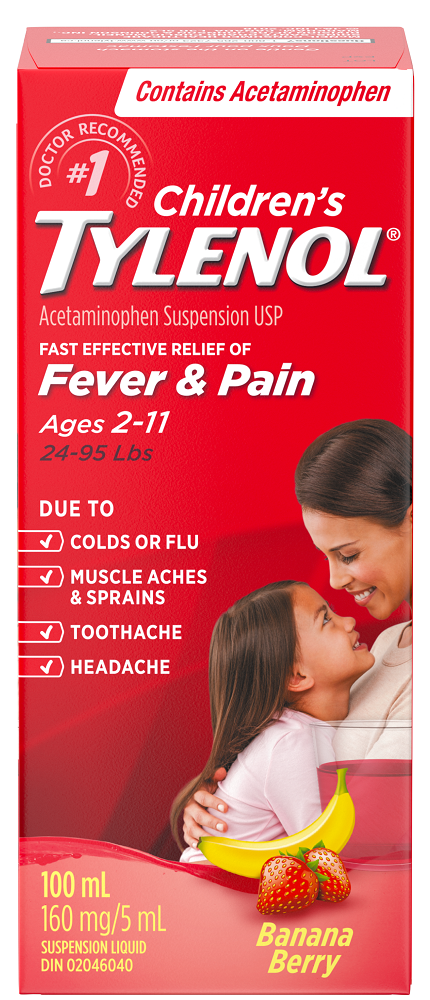 Contains Acetaminophen
DOCTOR RECOMMENDED
#1
Children's
TYLENOL®
Acetaminophen Suspension USP
FAST EFFECTIVE RELIEF OF
Fever & Pain
Ages 2-11
24-95 Lbs
DUE TO
COLDS OR FLU
MUSCLE ACHES
& SPRAINS
TOOTHACHE
HEADACHE
100 mL
160 mg/5 mL
SUSPENSION LIQUID
DIN 02046040
Banana
Berry